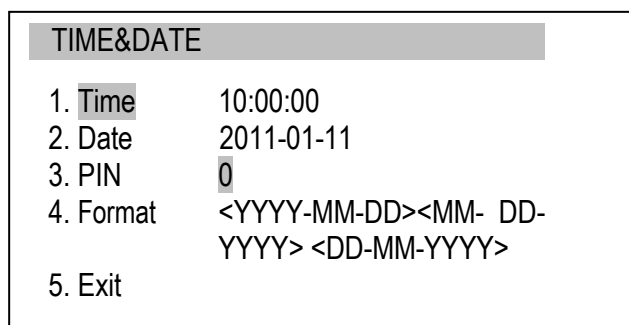 TIME&DATE
1. Time 10:00:00
2. Date 2011-01-11
3. PIN 0
4. Format <YYYY-MM-DD><MM- DD-
YYYY> <DD-MM-YYYY>
5. Exit